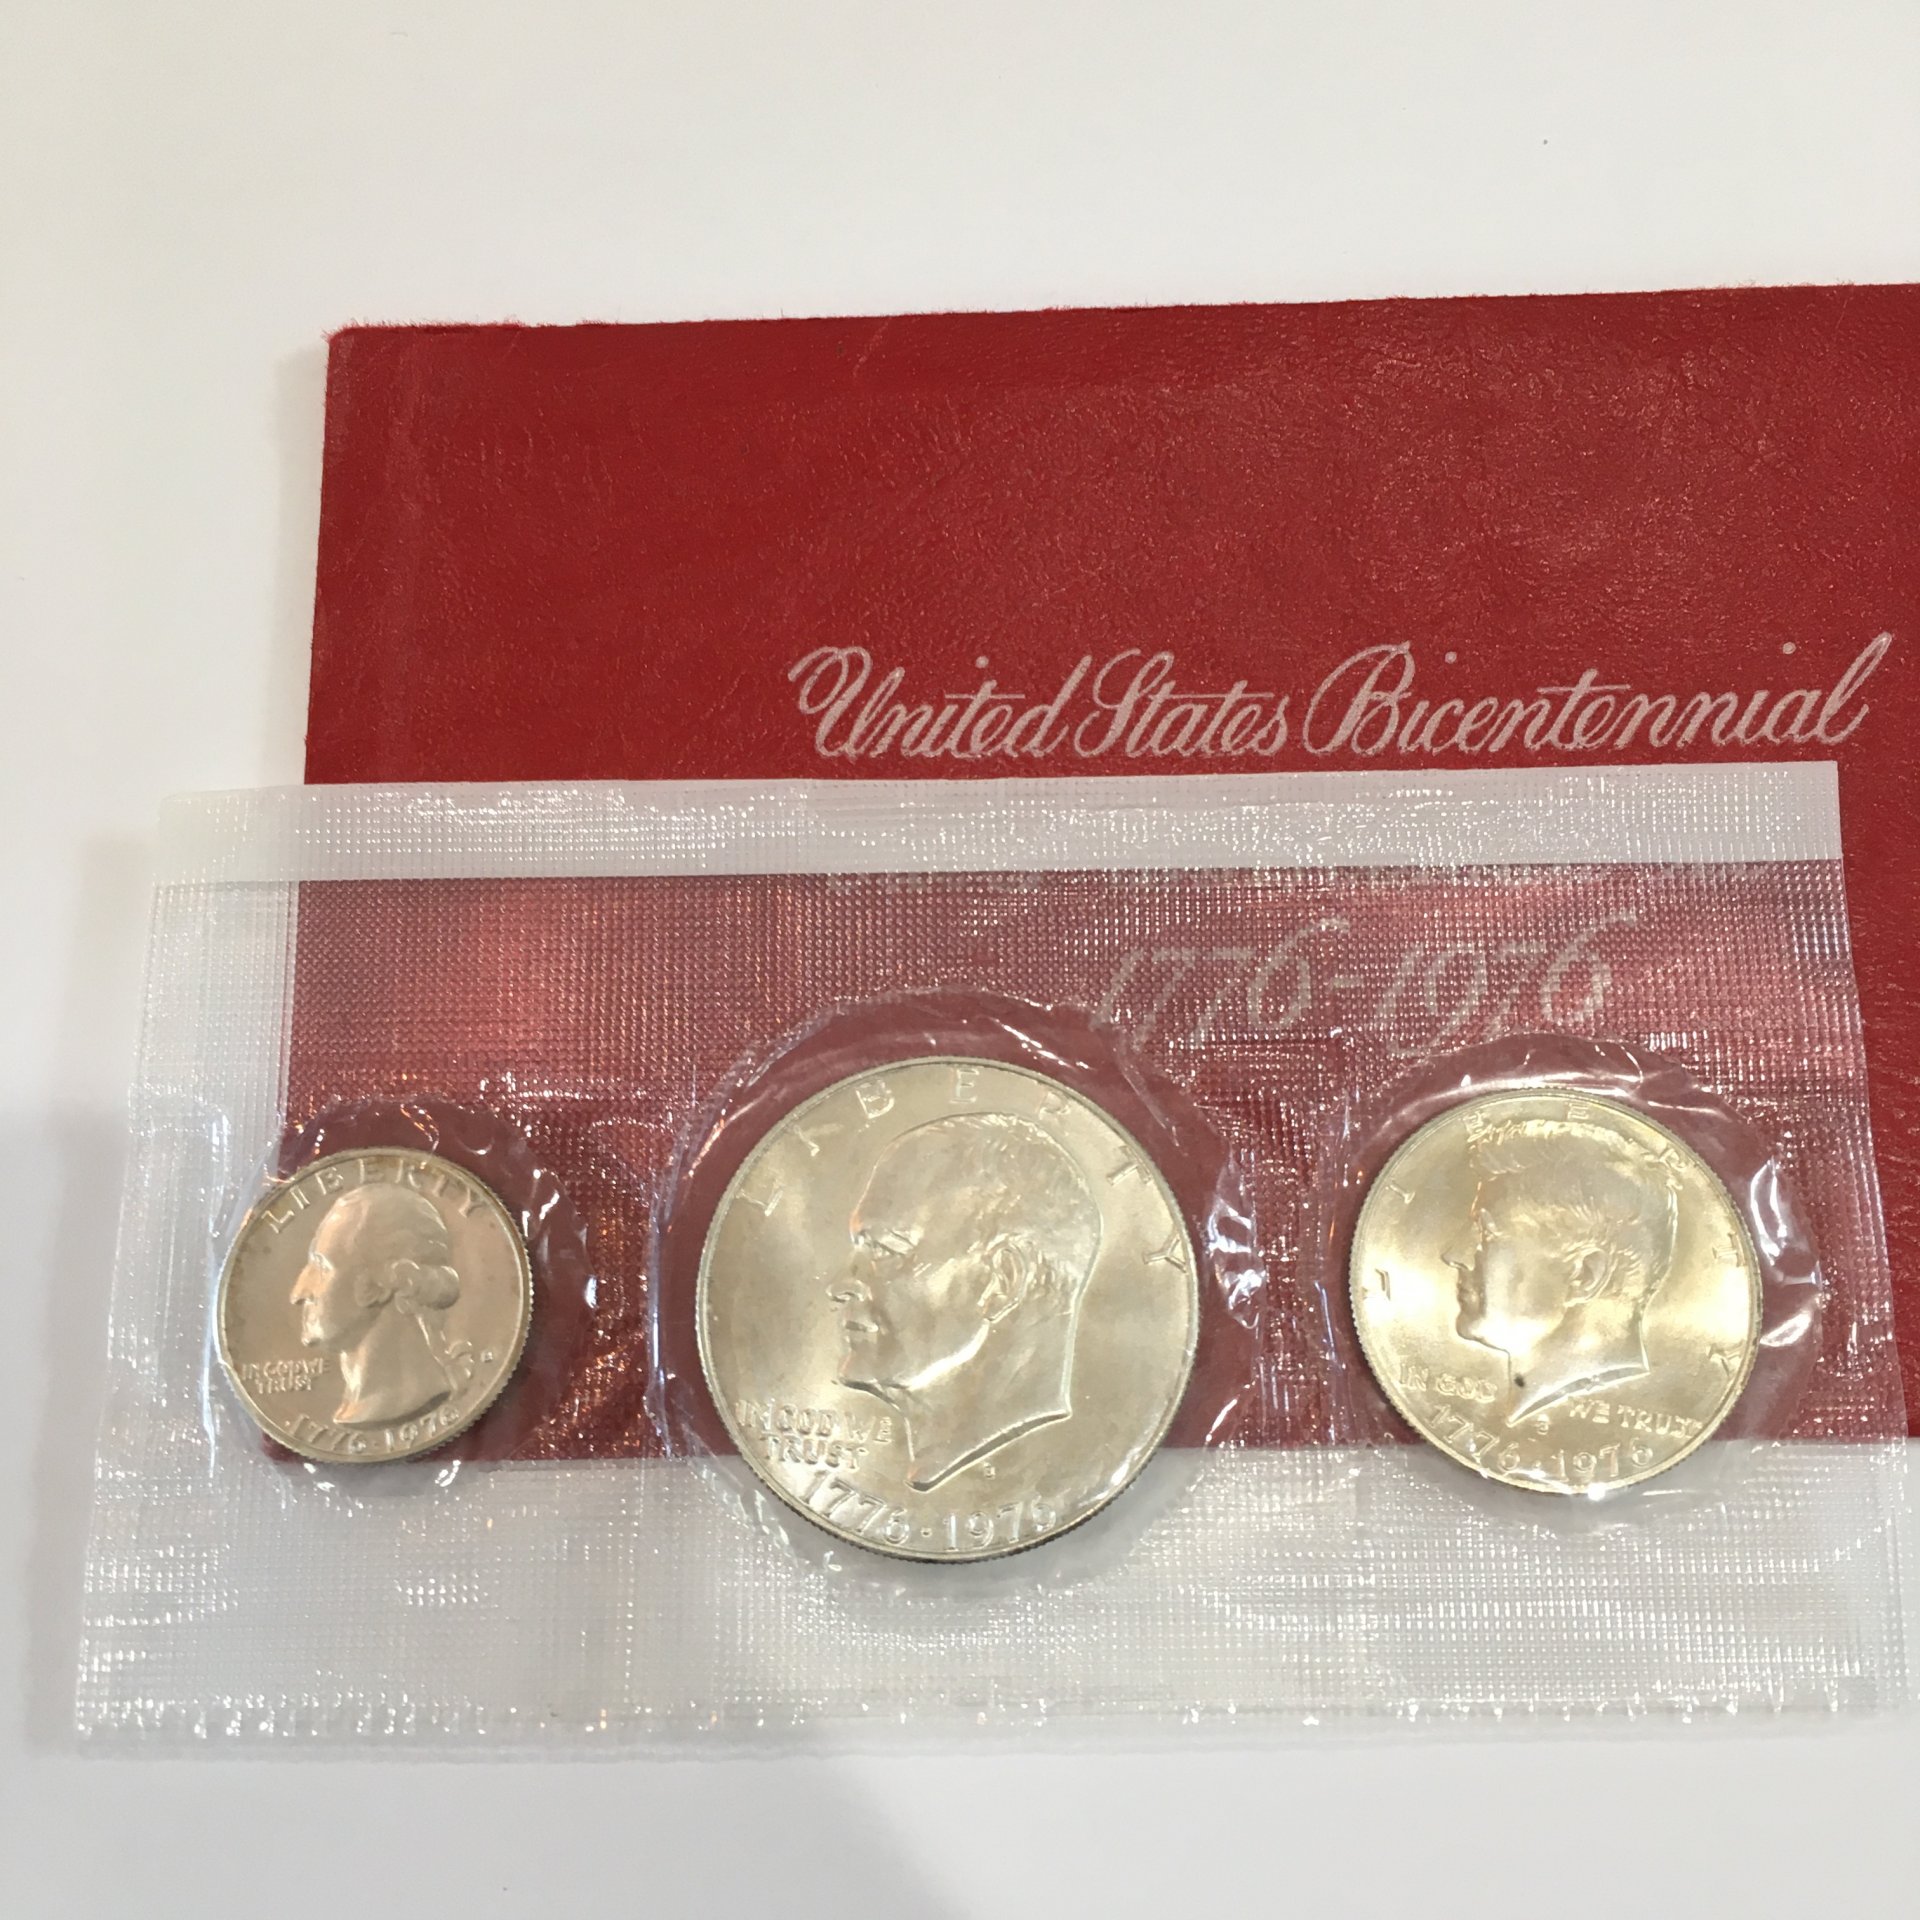 United States Bicentennial
1776-1976
LIBERTY
IN GOD WE
TRUST
1776·1976
LIBERTY
IN GOD WE
TRUST
1776·1976
LIBERTY
IN GOD WE TRUST
1776·1976